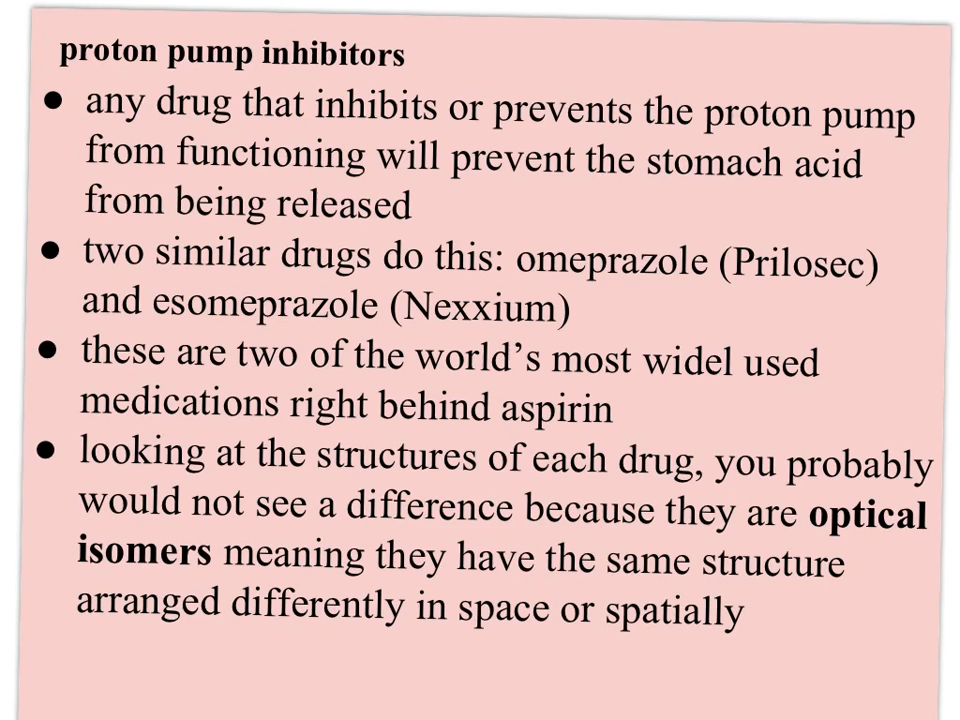 proton pump inhibitors
● any drug that inhibits or prevents the proton pump
from functioning will prevent the stomach acid
from being released
● two similar drugs do this: omeprazole (Prilosec)
and esomeprazole (Nexxium)
● these are two of the world's most widel used
medications right behind aspirin
● looking at the structures of each drug, you probably
would not see a difference because they are optical
isomers meaning they have the same structure
arranged differently in space or spatially